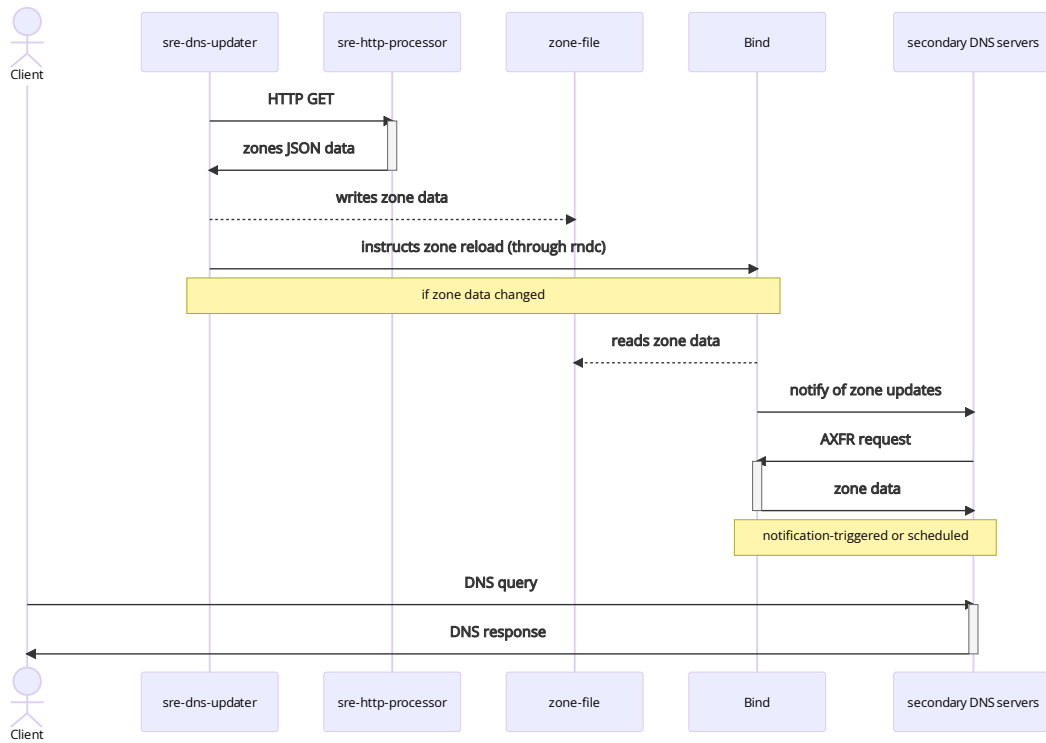 sre-dns-updater
sre-http-processor
zone-file
Bind
secondary DNS servers
Client
HTTP GET
zones JSON data
writes zone data
instructs zone reload (through rndc)
if zone data changed
reads zone data
notify of zone updates
AXFR request
zone data
notification-triggered or scheduled
DNS query
DNS response
sre-dns-updater
sre-http-processor
zone-file
Bind
secondary DNS servers
Client